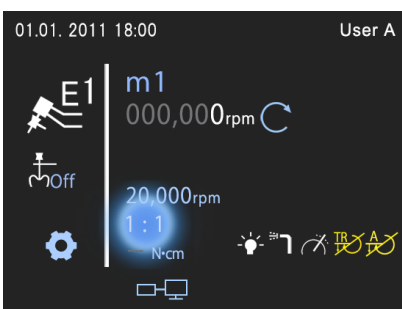 01.01. 2011 18:00 User A
E1
m1
000,000rpm
Off
20,000rpm
1 : 1
N·cm
TR A